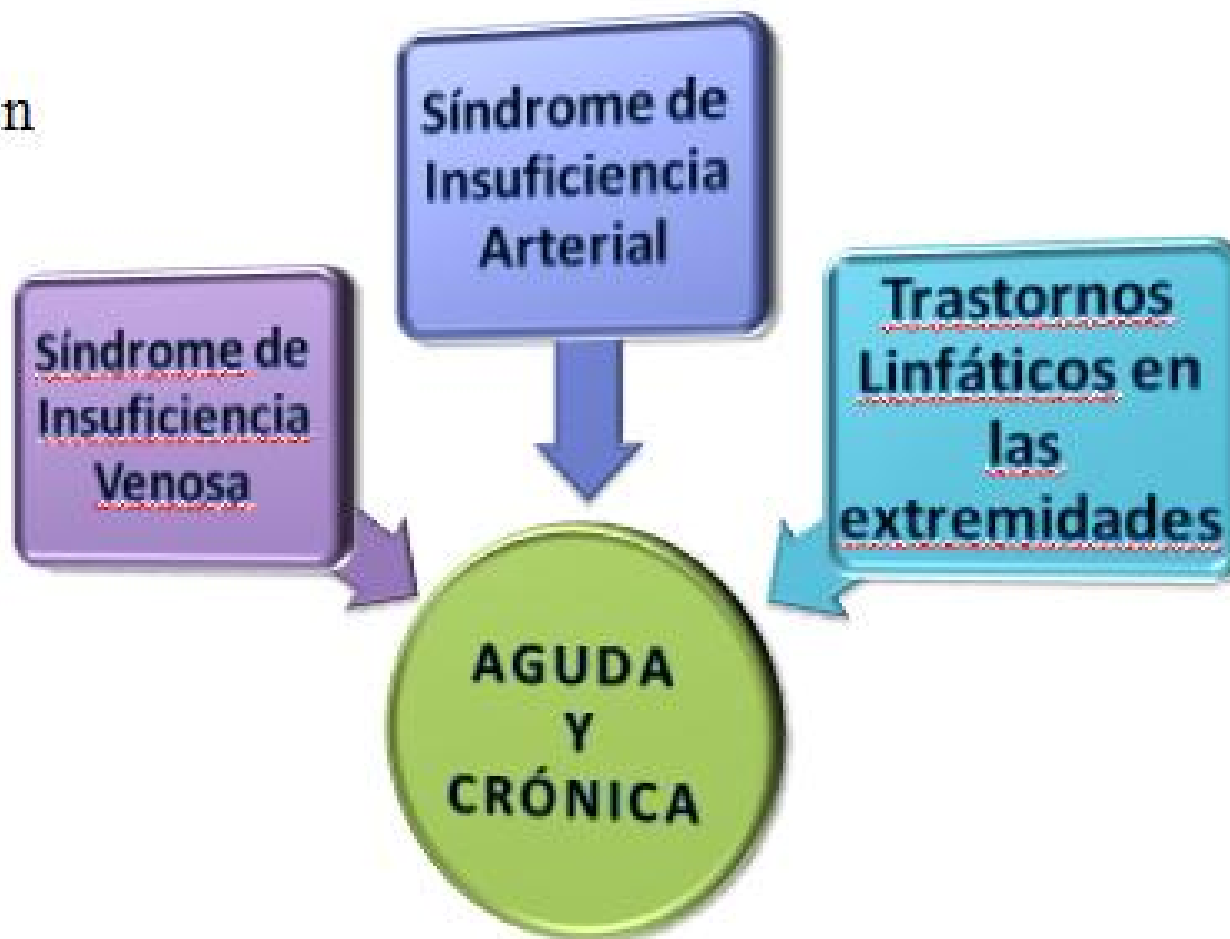 n
Síndrome de
Insuficiencia
Venosa
Síndrome de
Insuficiencia
Arterial
Trastornos
Linfáticos en
las
extremidades
AGUDA
Y
CRÓNICA